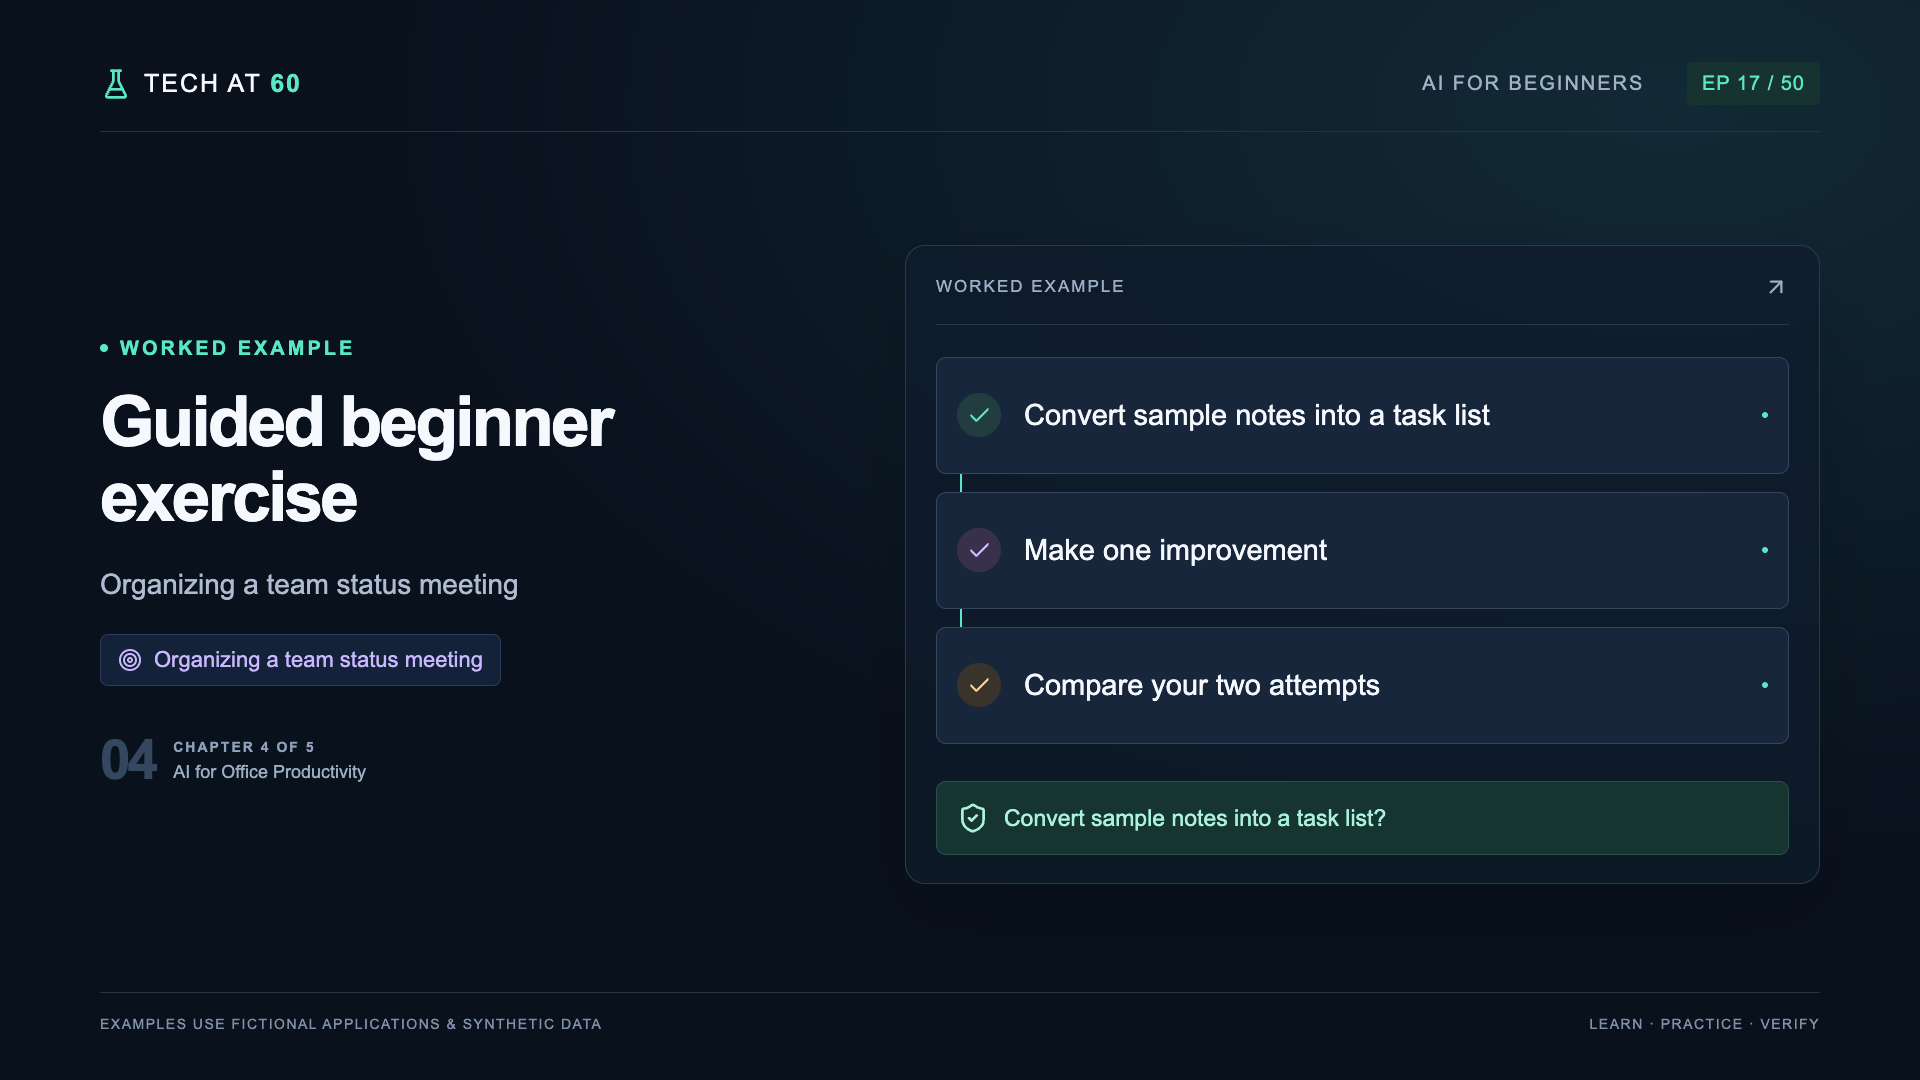 TECH AT 60
AI FOR BEGINNERS
EP 17 / 50
WORKED EXAMPLE
Guided beginner
exercise
Organizing a team status meeting
Organizing a team status meeting
04
CHAPTER 4 OF 5
AI for Office Productivity
WORKED EXAMPLE
Convert sample notes into a task list
Make one improvement
Compare your two attempts
Convert sample notes into a task list?
EXAMPLES USE FICTIONAL APPLICATIONS & SYNTHETIC DATA
LEARN · PRACTICE · VERIFY